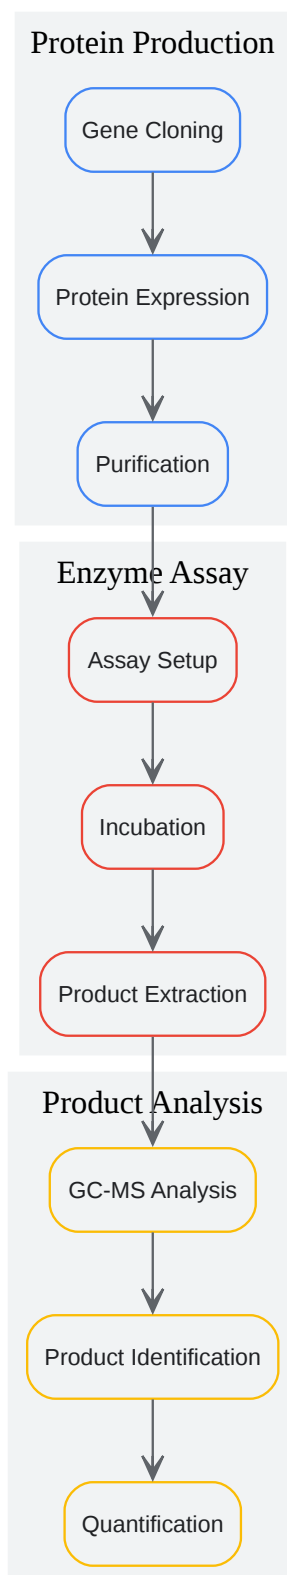 Protein Production
Gene Cloning
Protein Expression
Purification
Enzyme Assay
Assay Setup
Incubation
Product Extraction
Product Analysis
GC-MS Analysis
Product Identification
Quantification